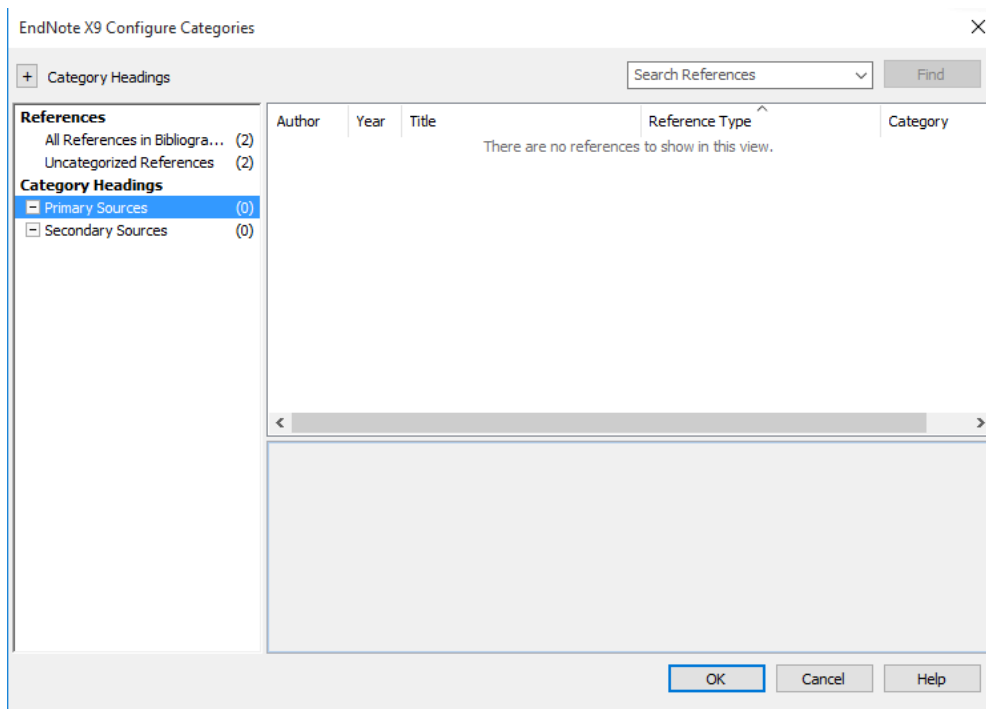 EndNote X9 Configure Categories
+ Category Headings
Search References
Find
References
All References in Bibliogra... (2)
Uncategorized References (2)
Category Headings
Primary Sources (0)
Secondary Sources (0)
Author Year Title Reference Type Category
There are no references to show in this view.
OK Cancel Help